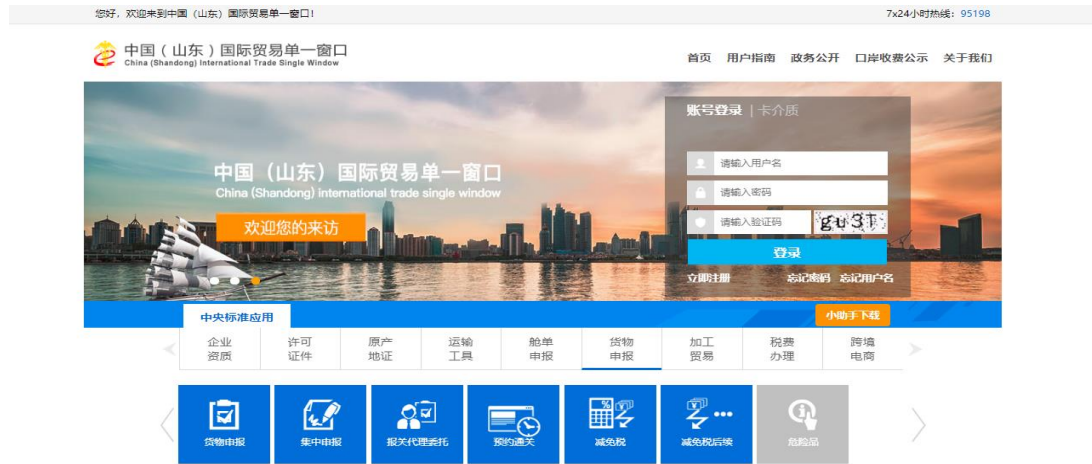 您好，欢迎来到中国（山东）国际贸易单一窗口！
7x24小时热线：95198
中国（山东）国际贸易单一窗口
China (Shandong) International Trade Single Window
首页 用户指南 政务公开 口岸收费公示 关于我们
账号登录 | 卡介质
请输入用户名
请输入密码
请输入验证码 gu3T
登录
立即注册 忘记密码 忘记用户名
中国（山东）国际贸易单一窗口
China (Shandong) international trade single window
欢迎您的来访
中央标准应用
小助手下载
企业资质 许可证件 原产地证 运输工具 舱单申报 货物申报 加工贸易 税费办理 跨境电商
货物申报 集中申报 报关代理委托 预约通关 减免税 减免税后续 危险品